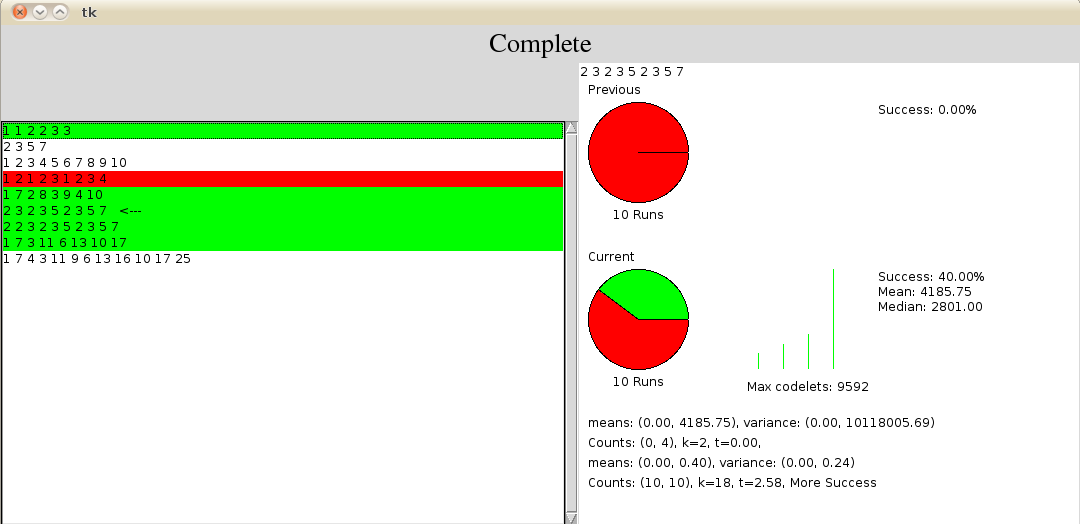 tk
Complete
1 1 2 2 3 3
2 3 5 7
1 2 3 4 5 6 7 8 9 10
1 2 1 2 3 1 2 3 4
1 7 2 8 3 9 4 10
2 3 2 3 5 2 3 5 7 <---
2 2 3 2 3 5 2 3 5 7
1 7 3 11 6 13 10 17
1 7 4 3 11 9 6 13 16 10 17 25
2 3 2 3 5 2 3 5 7
Previous
Success: 0.00%
10 Runs
Current
Success: 40.00%
Mean: 4185.75
Median: 2801.00
10 Runs
Max codelets: 9592
means: (0.00, 4185.75), variance: (0.00, 10118005.69)
Counts: (0, 4), k=2, t=0.00,
means: (0.00, 0.40), variance: (0.00, 0.24)
Counts: (10, 10), k=18, t=2.58, More Success